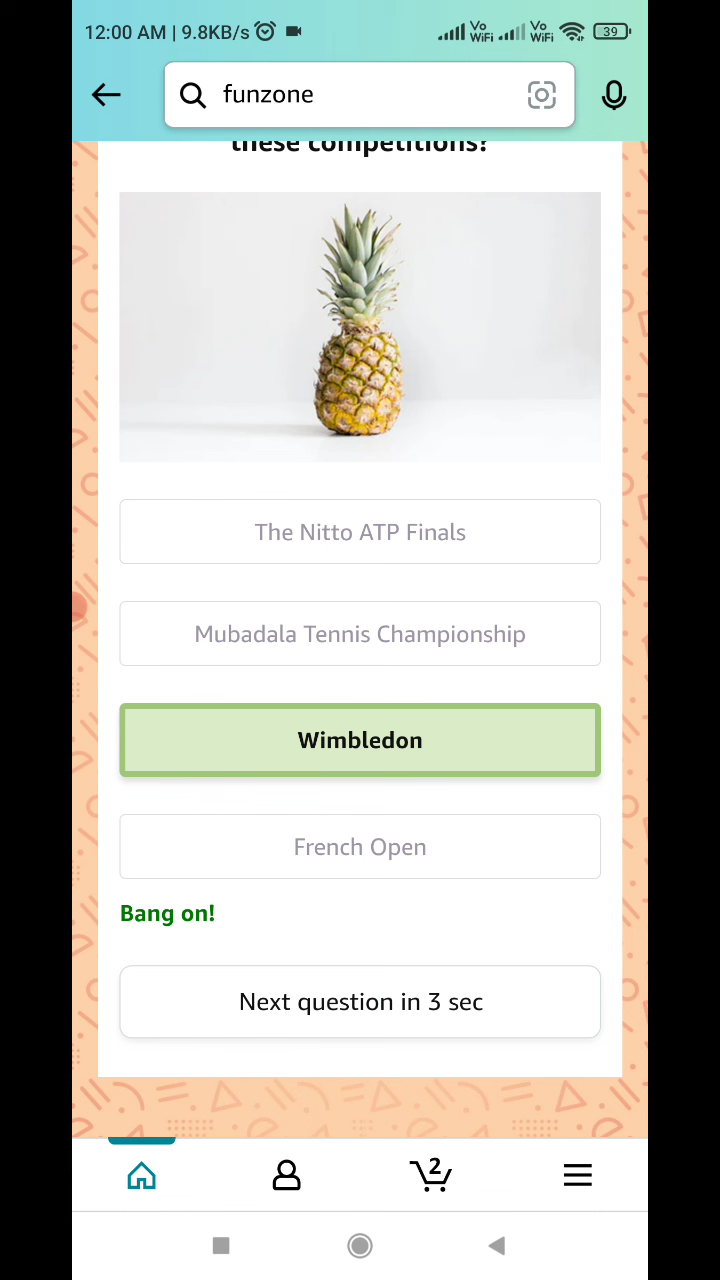 12:00 AM | 9.8KB/s
Vo WiFi
Vo WiFi
39
funzone
these competitions?
The Nitto ATP Finals
Mubadala Tennis Championship
Wimbledon
French Open
Bang on!
Next question in 3 sec
2